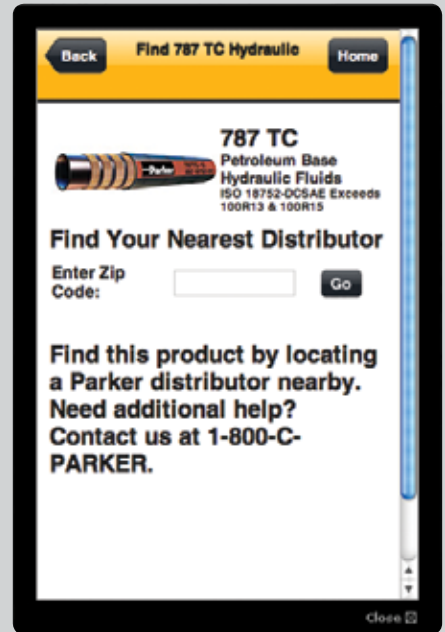 Back
Find 787 TC Hydraulic
Home
787 TC
Petroleum Base
Hydraulic Fluids
ISO 18752-DCSAE Exceeds
100R13 & 100R15
Parker
Find Your Nearest Distributor
Enter Zip
Code:
Go
Find this product by locating
a Parker distributor nearby.
Need additional help?
Contact us at 1-800-C-
PARKER.
Close